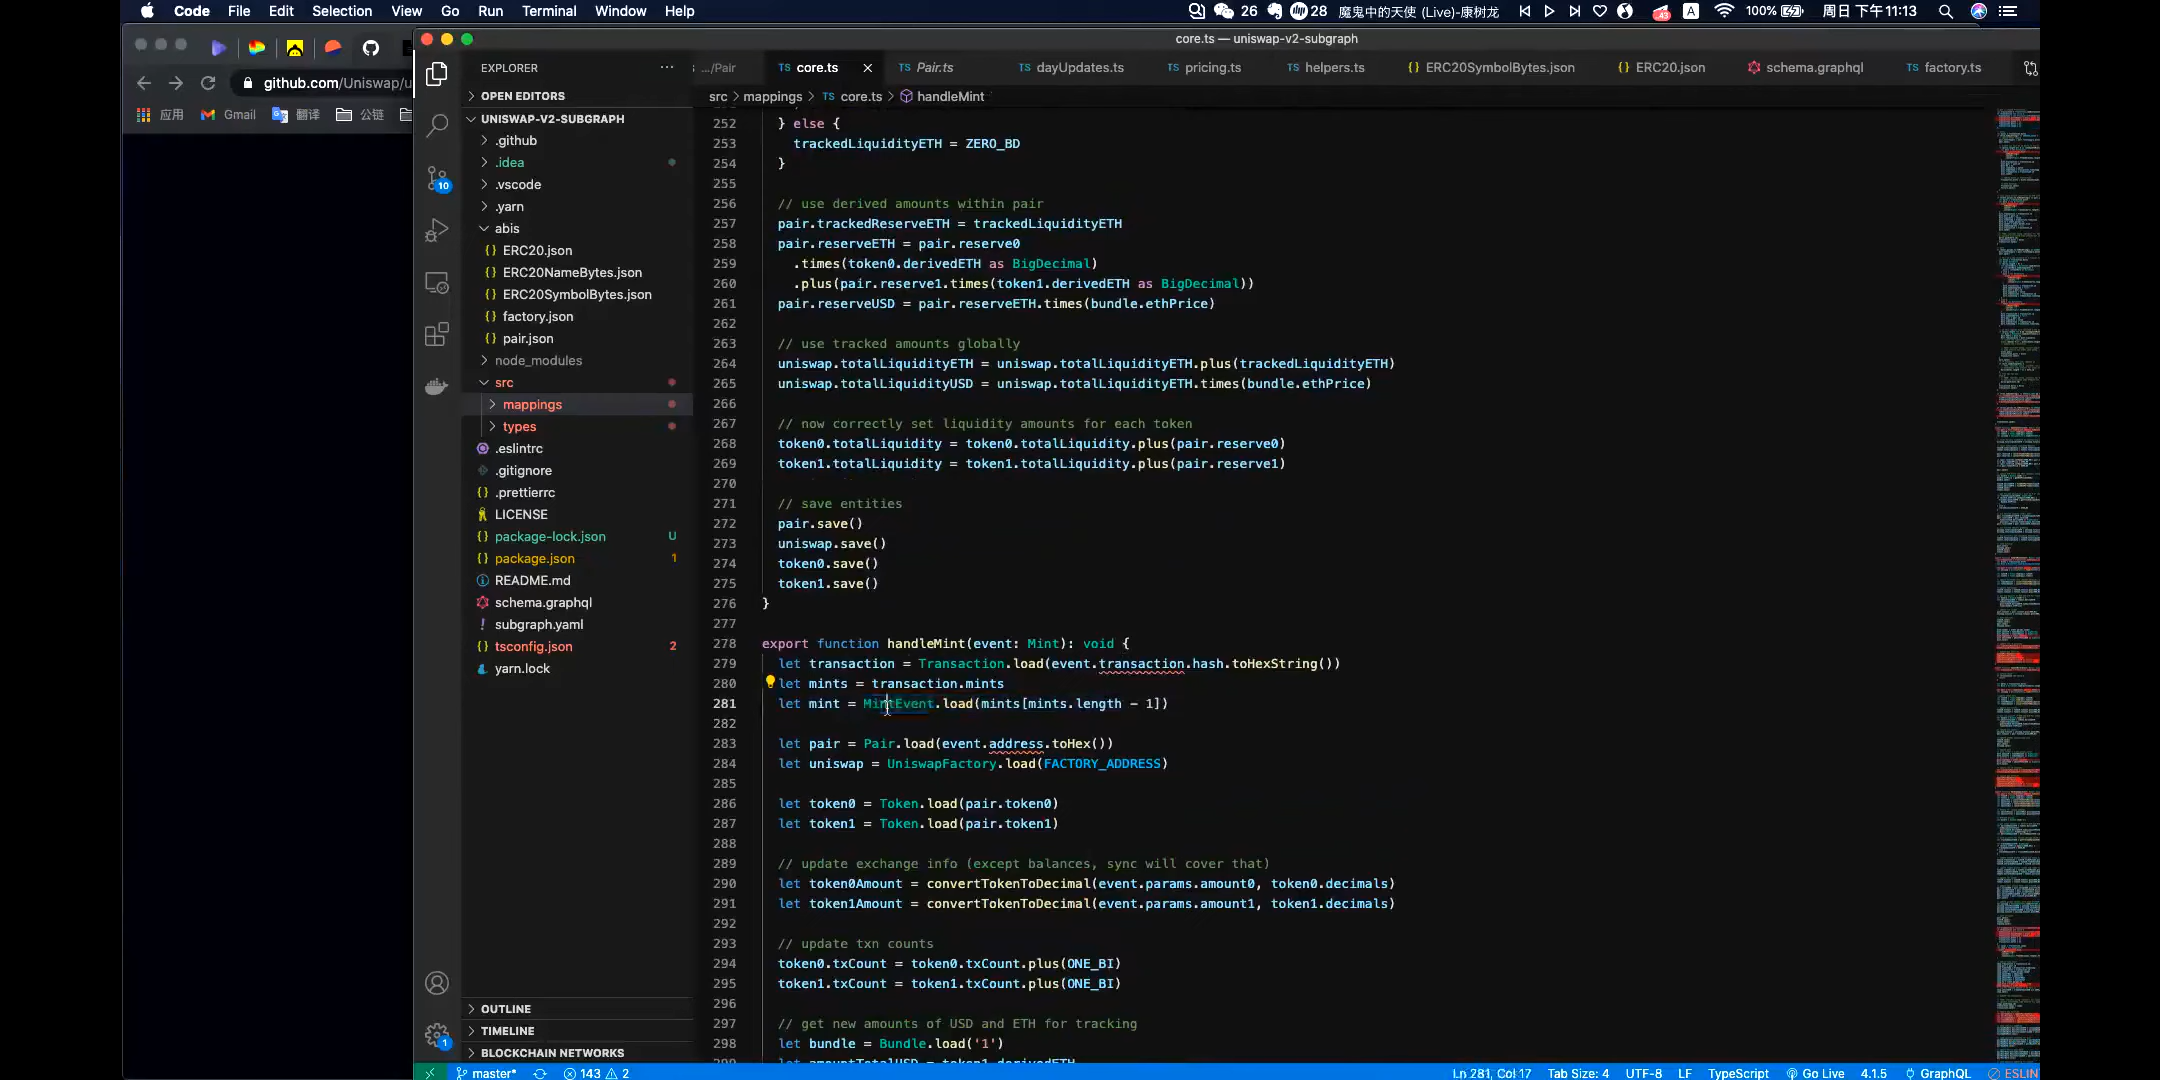 Code File Edit Selection View Go Run Terminal Window Help
26 28 魔鬼中的天使 (Live)-康树龙 43 A 100% 周日 下午11:13
core.ts — uniswap-v2-subgraph
github.com/Uniswap/u
应用 Gmail 翻译 公链
EXPLORER ···
OPEN EDITORS
UNISWAP-V2-SUBGRAPH
.github
.idea
.vscode
.yarn
abis
{} ERC20.json
{} ERC20NameBytes.json
{} ERC20SymbolBytes.json
{} factory.json
{} pair.json
node_modules
src
mappings
types
.eslintrc
.gitignore
{} .prettierrc
LICENSE
{} package-lock.json U
{} package.json 1
README.md
schema.graphql
! subgraph.yaml
tsconfig.json 2
yarn.lock
OUTLINE
TIMELINE
BLOCKCHAIN NETWORKS
10
1
.../Pair TS core.ts × TS Pair.ts TS dayUpdates.ts TS pricing.ts TS helpers.ts {} ERC20SymbolBytes.json {} ERC20.json schema.graphql TS factory.ts
src > mappings > TS core.ts > handleMint
252 } else {
253 trackedLiquidityETH = ZERO_BD
254 }
255
256 // use derived amounts within pair
257 pair.trackedReserveETH = trackedLiquidityETH
258 pair.reserveETH = pair.reserve0
259 .times(token0.derivedETH as BigDecimal)
260 .plus(pair.reserve1.times(token1.derivedETH as BigDecimal))
261 pair.reserveUSD = pair.reserveETH.times(bundle.ethPrice)
262
263 // use tracked amounts globally
264 uniswap.totalLiquidityETH = uniswap.totalLiquidityETH.plus(trackedLiquidityETH)
265 uniswap.totalLiquidityUSD = uniswap.totalLiquidityETH.times(bundle.ethPrice)
266
267 // now correctly set liquidity amounts for each token
268 token0.totalLiquidity = token0.totalLiquidity.plus(pair.reserve0)
269 token1.totalLiquidity = token1.totalLiquidity.plus(pair.reserve1)
270
271 // save entities
272 pair.save()
273 uniswap.save()
274 token0.save()
275 token1.save()
276 }
277
278 export function handleMint(event: Mint): void {
279 let transaction = Transaction.load(event.transaction.hash.toHexString())
280 let mints = transaction.mints
281 let mint = MintEvent.load(mints[mints.length - 1])
282
283 let pair = Pair.load(event.address.toHex())
284 let uniswap = UniswapFactory.load(FACTORY_ADDRESS)
285
286 let token0 = Token.load(pair.token0)
287 let token1 = Token.load(pair.token1)
288
289 // update exchange info (except balances, sync will cover that)
290 let token0Amount = convertTokenToDecimal(event.params.amount0, token0.decimals)
291 let token1Amount = convertTokenToDecimal(event.params.amount1, token1.decimals)
292
293 // update txn counts
294 token0.txCount = token0.txCount.plus(ONE_BI)
295 token1.txCount = token1.txCount.plus(ONE_BI)
296
297 // get new amounts of USD and ETH for tracking
298 let bundle = Bundle.load('1')
299 let amountTotalUSD = token1.derivedETH
master* 143 2 Ln 281, Col 17 Tab Size: 4 UTF-8 LF TypeScript Go Live 4.1.5 GraphQL ESLIN